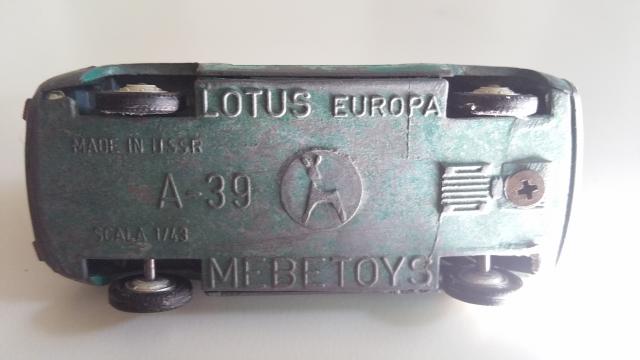 LOTUS EUROPA
MADE IN USSR
A-39
SCALA 1/43
MEBETOYS